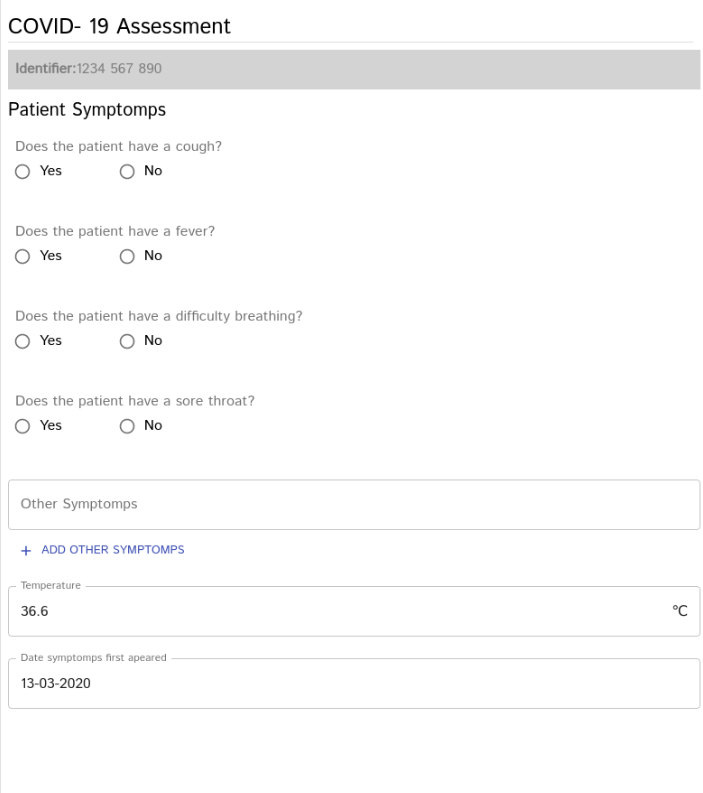 COVID- 19 Assessment
Identifier:1234 567 890
Patient Symptomps
Does the patient have a cough?
Yes No
Does the patient have a fever?
Yes No
Does the patient have a difficulty breathing?
Yes No
Does the patient have a sore throat?
Yes No
Other Symptomps
+ ADD OTHER SYMPTOMPS
Temperature
36.6 °C
Date symptomps first apeared
13-03-2020